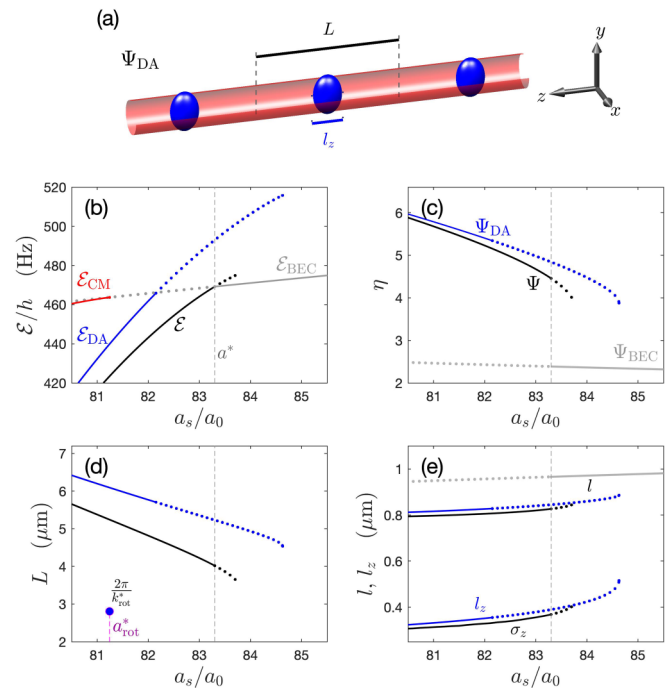 (a)
L
Ψ_DA
l_z
y
z
x
(b)
520
500
480
460
440
420
ℰ/h (Hz)
ℰ_CM
ℰ_BEC
ℰ_DA
ℰ
a*
81 82 83 84 85
a_s/a_0
(c)
6
5
4
3
2
η
Ψ_DA
Ψ
Ψ_BEC
81 82 83 84 85
a_s/a_0
(d)
7
6
5
4
3
2
L (μm)
2π/k*_rot
a*_rot
81 82 83 84 85
a_s/a_0
(e)
1
0.8
0.6
0.4
l, l_z (μm)
l
l_z
σ_z
81 82 83 84 85
a_s/a_0